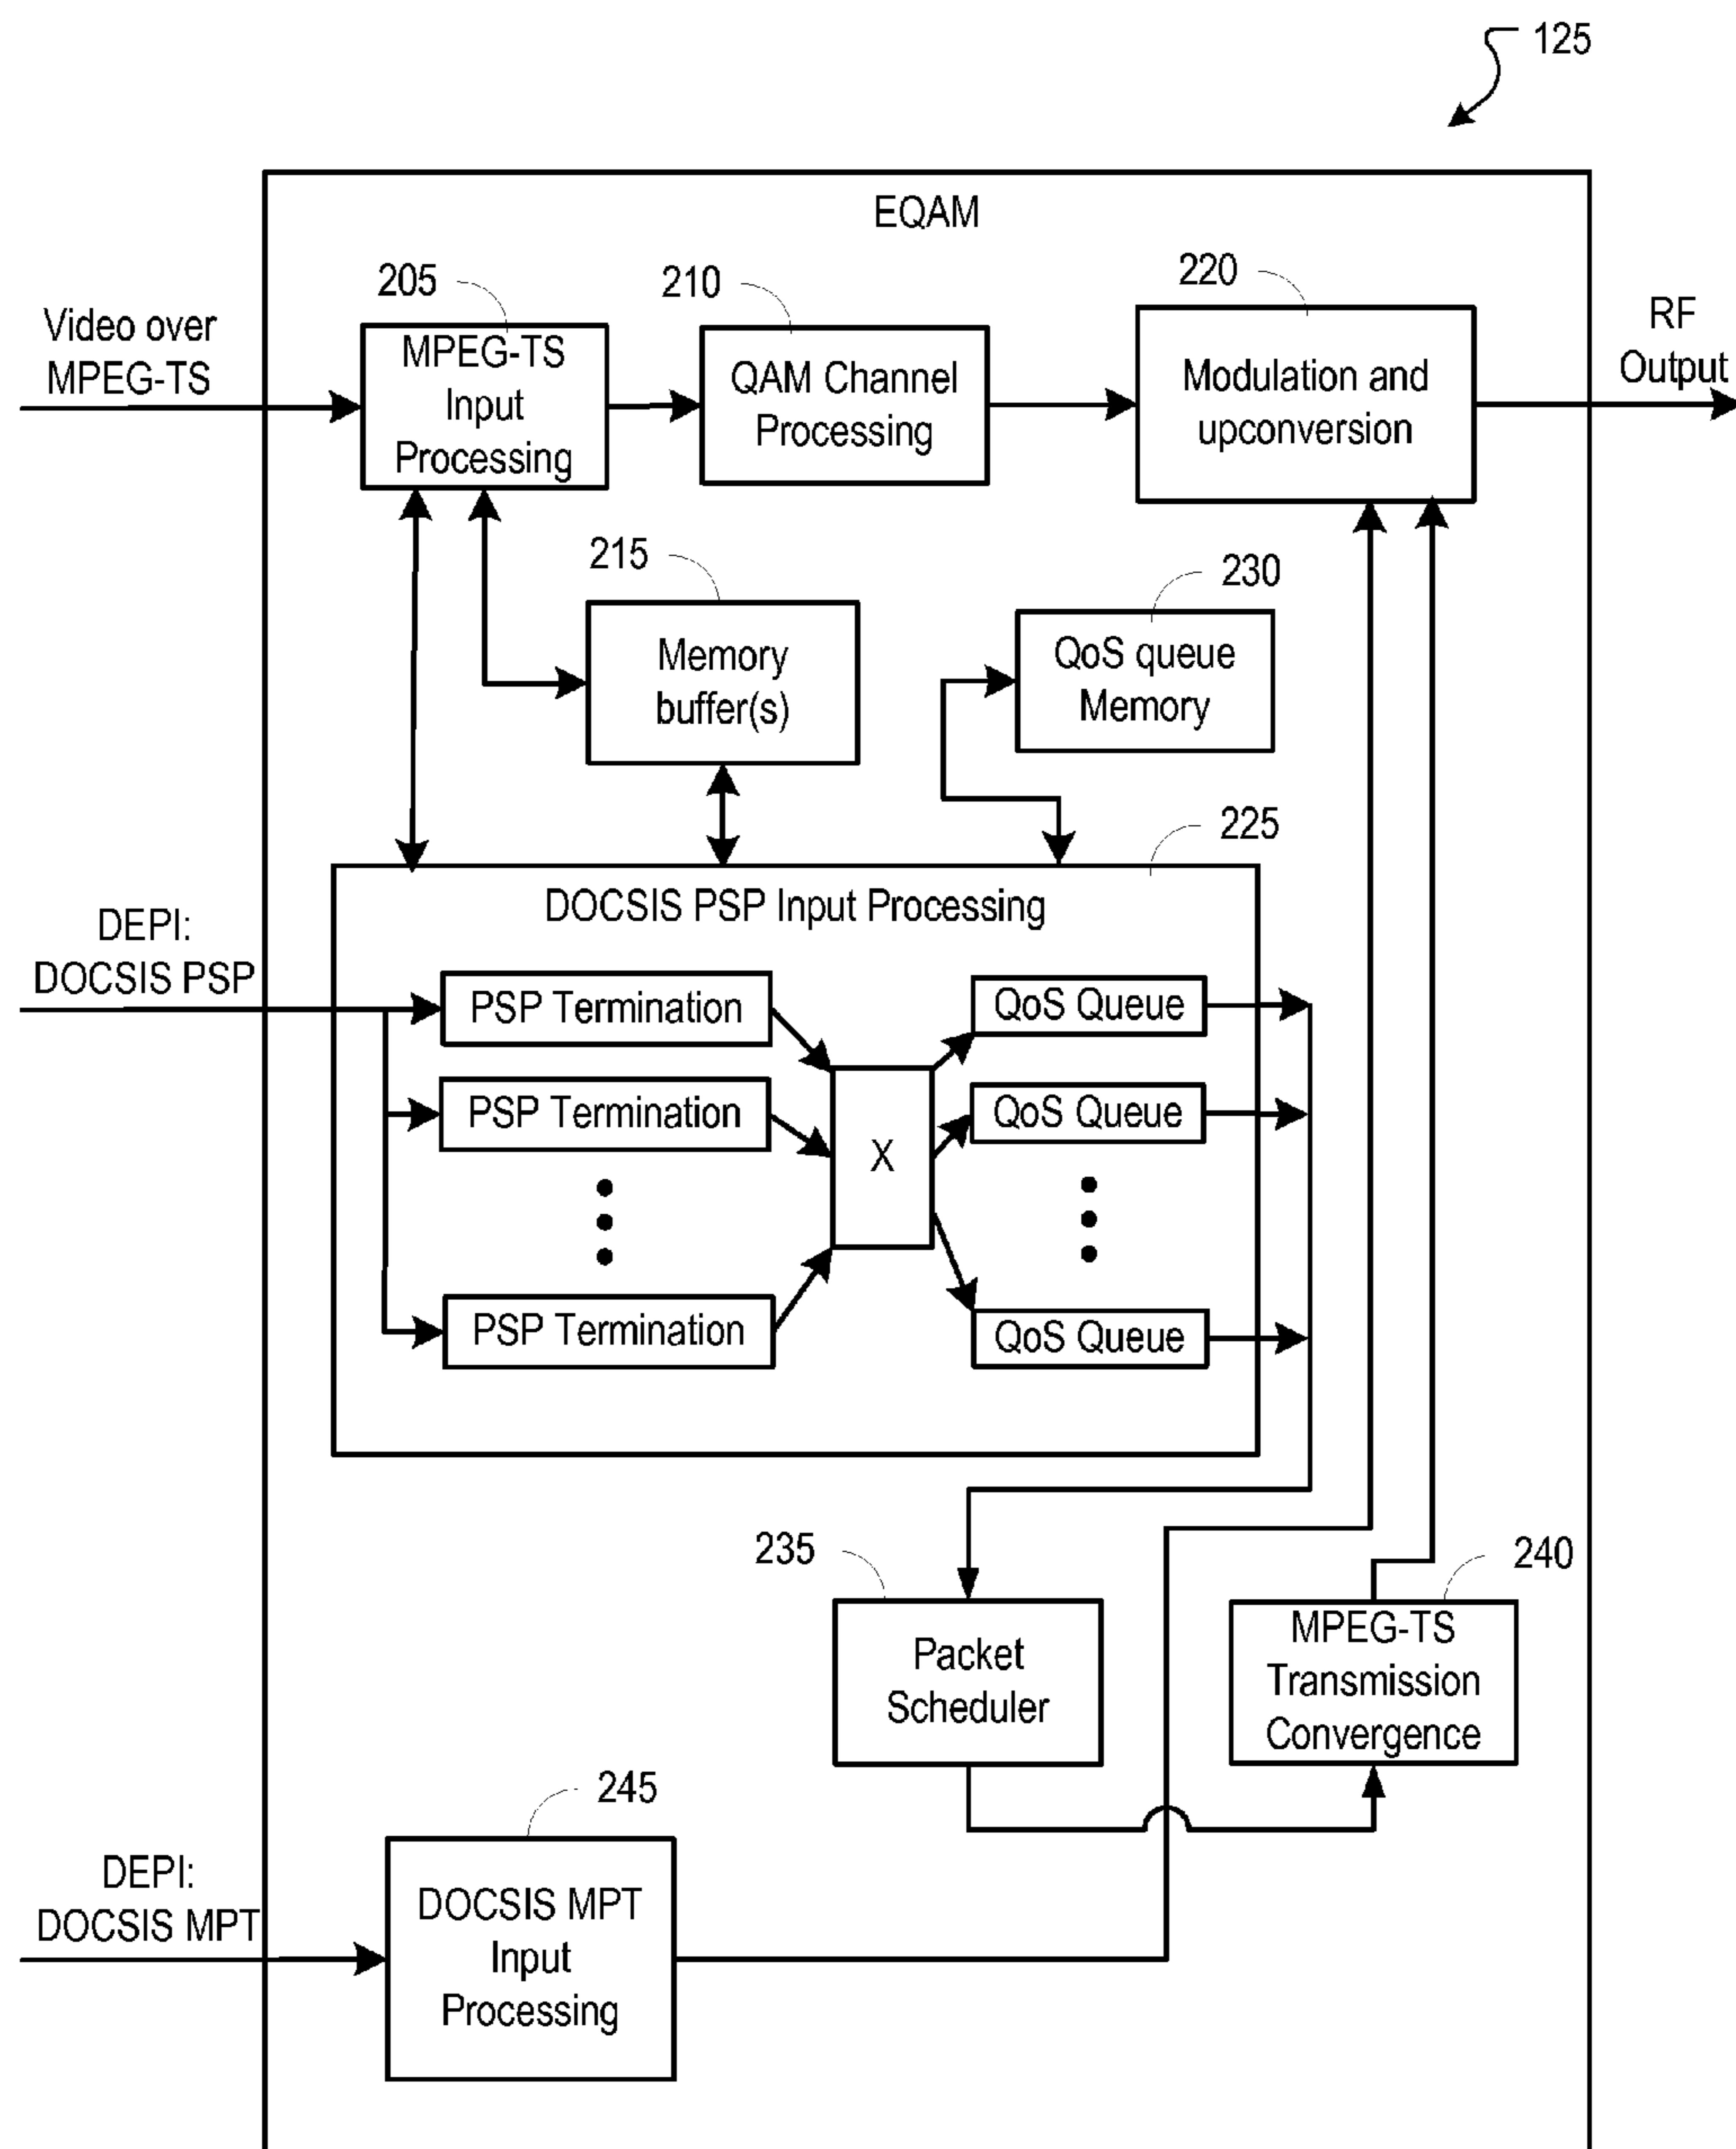 125
EQAM
205
210
220
Video over
MPEG-TS
MPEG-TS
Input
Processing
QAM Channel
Processing
Modulation and
upconversion
RF
Output
215
230
Memory
buffer(s)
QoS queue
Memory
225
DOCSIS PSP Input Processing
DEPI:
DOCSIS PSP
PSP Termination
QoS Queue
PSP Termination
QoS Queue
X
PSP Termination
QoS Queue
235
240
Packet
Scheduler
MPEG-TS
Transmission
Convergence
245
DEPI:
DOCSIS MPT
DOCSIS MPT
Input
Processing